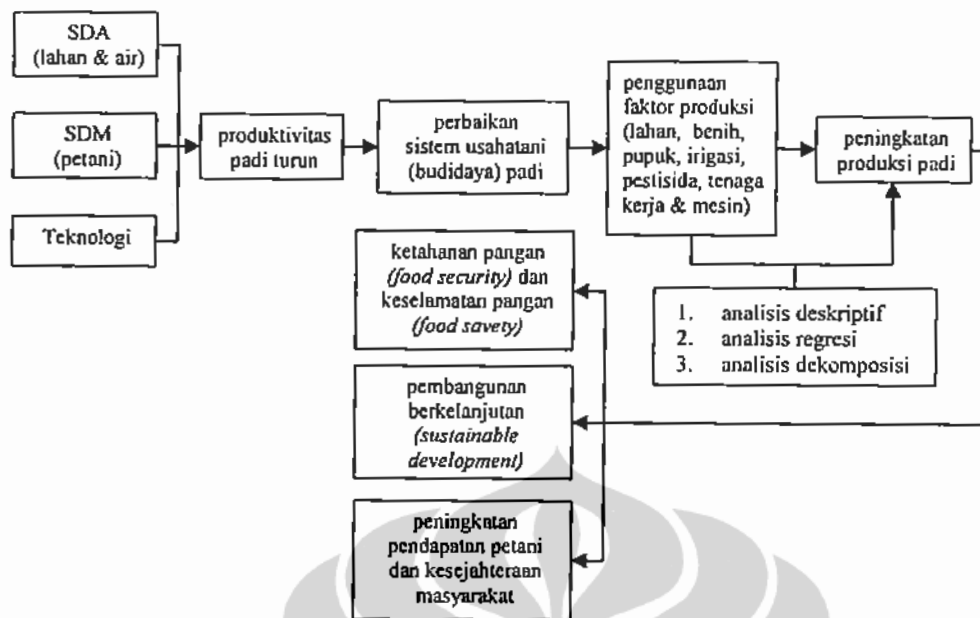 SDA
(lahan & air)
SDM
(petani)
Teknologi
produktivitas
padi turun
perbaikan
sistem usahatani
(budidaya) padi
penggunaan
faktor produksi
(lahan, benih,
pupuk, irigasi,
pestisida, tenaga
kerja & mesin)
peningkatan
produksi padi
1. analisis deskriptif
2. analisis regresi
3. analisis dekomposisi
ketahanan pangan
(food security) dan
keselamatan pangan
(food savety)
pembangunan
berkelanjutan
(sustainable
development)
peningkatan
pendapatan petani
dan kesejahteraan
masyarakat